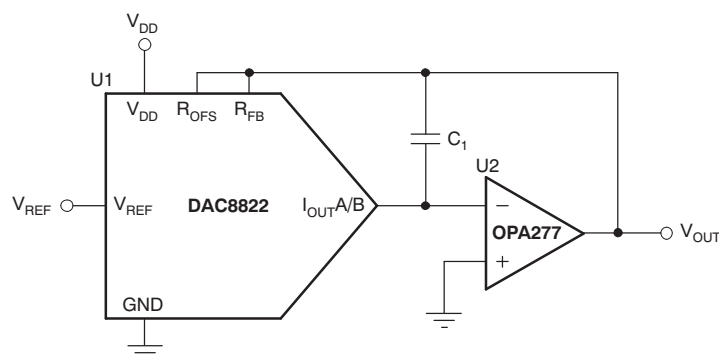 V_DD
U1
V_DD R_OFS R_FB
C_1
U2
V_REF V_REF DAC8822 I_OUT A/B −
OPA277 V_OUT
+
GND